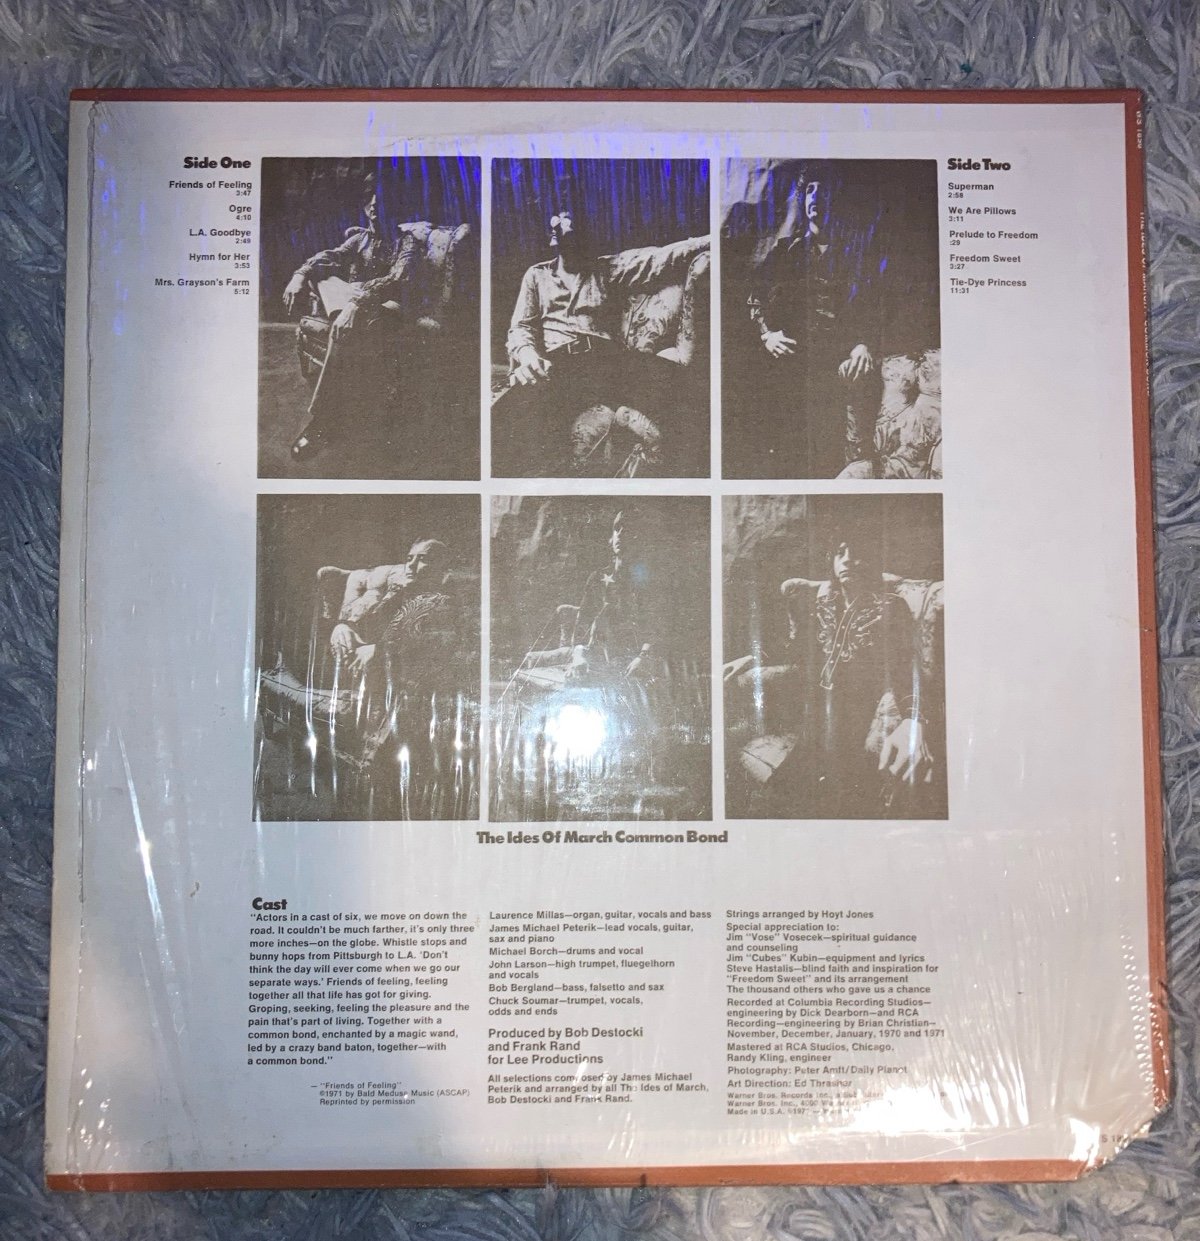 Side One
Friends of Feeling
3:47
Ogre
4:10
L.A. Goodbye
2:49
Hymn for Her
3:53
Mrs. Grayson's Farm
5:12
Side Two
Superman
2:58
We Are Pillows
3:11
Prelude to Freedom
:29
Freedom Sweet
3:27
Tie-Dye Princess
11:31
The Ides Of March Common Bond
Cast
"Actors in a cast of six, we move on down the
road. It couldn't be much farther, it's only three
more inches—on the globe. Whistle stops and
bunny hops from Pittsburgh to L.A. 'Don't
think the day will ever come when we go our
separate ways.' Friends of feeling, feeling
together all that life has got for giving.
Groping, seeking, feeling the pleasure and the
pain that's part of living. Together with a
common bond, enchanted by a magic wand,
led by a crazy band baton, together—with
a common bond."
— "Friends of Feeling"
©1971 by Bald Medusa Music (ASCAP)
Reprinted by permission
Laurence Millas—organ, guitar, vocals and bass
James Michael Peterik—lead vocals, guitar,
sax and piano
Michael Borch—drums and vocal
John Larson—high trumpet, fluegelhorn
and vocals
Bob Bergland—bass, falsetto and sax
Chuck Soumar—trumpet, vocals,
odds and ends
Produced by Bob Destocki
and Frank Rand
for Lee Productions
All selections composed by James Michael
Peterik and arranged by all The Ides of March,
Bob Destocki and Frank Rand.
Strings arranged by Hoyt Jones
Special appreciation to:
Jim "Vose" Vosecek—spiritual guidance
and counseling
Jim "Cubes" Kubin—equipment and lyrics
Steve Hastalis—blind faith and inspiration for
"Freedom Sweet" and its arrangement
The thousand others who gave us a chance
Recorded at Columbia Recording Studios—
engineering by Dick Dearborn—and RCA
Recording—engineering by Brian Christian—
November, December, January, 1970 and 1971
Mastered at RCA Studios, Chicago,
Randy Kling, engineer
Photography: Peter Amft/Daily Planet
Art Direction: Ed Thrasher
Warner Bros. Records Inc., a
Warner Bros. Inc., 4000
Made in U.S.A.